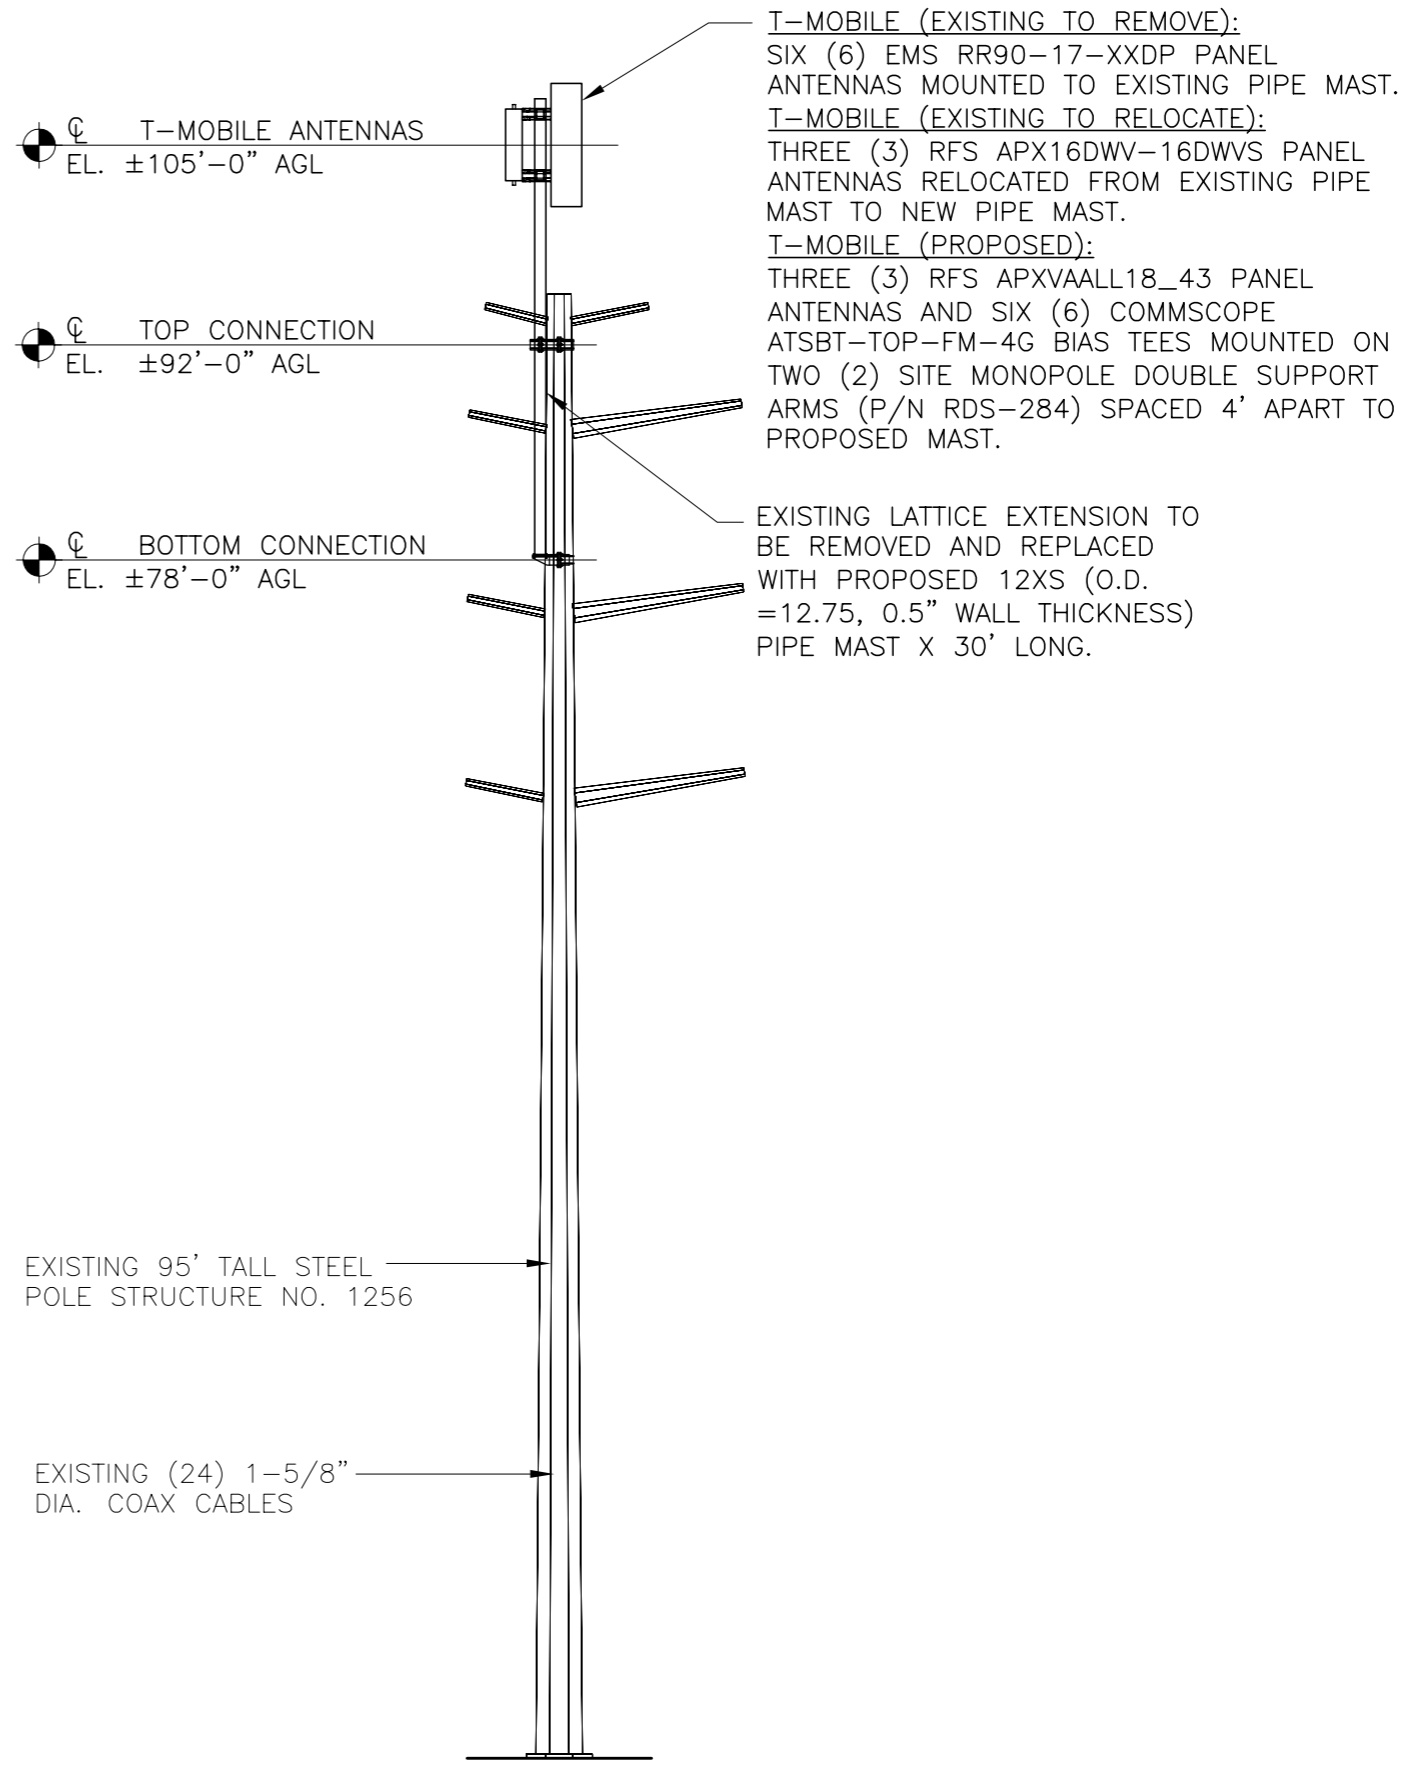 T-MOBILE (EXISTING TO REMOVE):
SIX (6) EMS RR90-17-XXDP PANEL
ANTENNAS MOUNTED TO EXISTING PIPE MAST.
T-MOBILE (EXISTING TO RELOCATE):
THREE (3) RFS APX16DWV-16DWVS PANEL
ANTENNAS RELOCATED FROM EXISTING PIPE
MAST TO NEW PIPE MAST.
T-MOBILE (PROPOSED):
THREE (3) RFS APXVAALL18_43 PANEL
ANTENNAS AND SIX (6) COMMSCOPE
ATSBT-TOP-FM-4G BIAS TEES MOUNTED ON
TWO (2) SITE MONOPOLE DOUBLE SUPPORT
ARMS (P/N RDS-284) SPACED 4' APART TO
PROPOSED MAST.
℄ T-MOBILE ANTENNAS
EL. ±105'-0" AGL
℄ TOP CONNECTION
EL. ±92'-0" AGL
℄ BOTTOM CONNECTION
EL. ±78'-0" AGL
EXISTING LATTICE EXTENSION TO
BE REMOVED AND REPLACED
WITH PROPOSED 12XS (O.D.
=12.75, 0.5" WALL THICKNESS)
PIPE MAST X 30' LONG.
EXISTING 95' TALL STEEL
POLE STRUCTURE NO. 1256
EXISTING (24) 1-5/8"
DIA. COAX CABLES